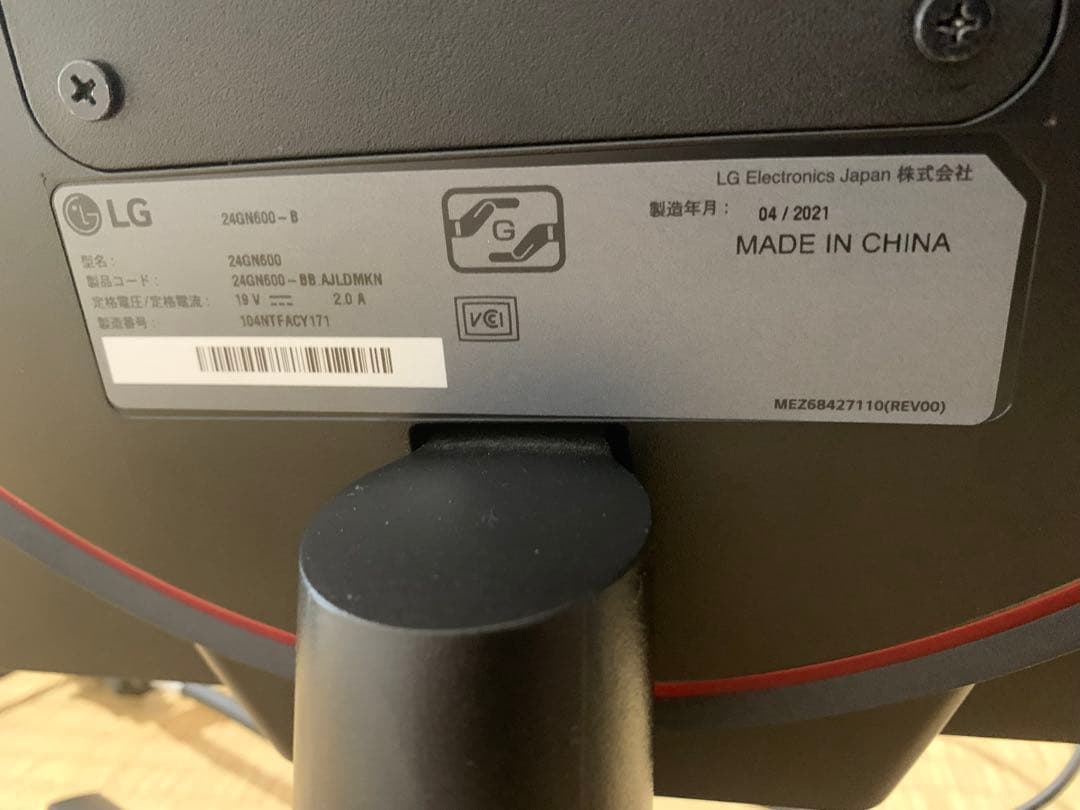 LG
24GN600-B
型名: 24GN600
製品コード: 24GN600-BB.AJLDMKN
定格電圧/定格電流: 19 V 2.0 A
製造番号: 104NTFACY171
G
VCI
LG Electronics Japan 株式会社
製造年月: 04 / 2021
MADE IN CHINA
MEZ68427110(REV00)